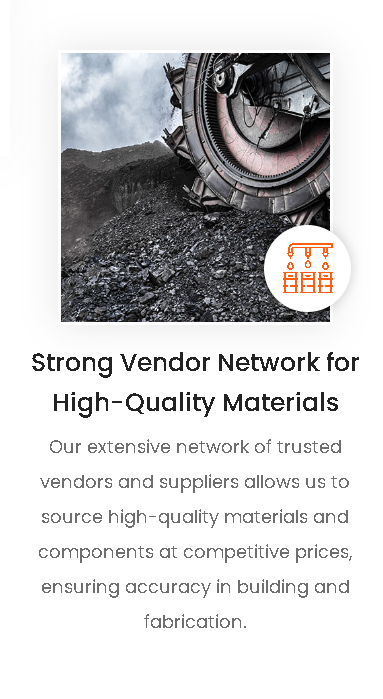 Strong Vendor Network for
High-Quality Materials
Our extensive network of trusted
vendors and suppliers allows us to
source high-quality materials and
components at competitive prices,
ensuring accuracy in building and
fabrication.